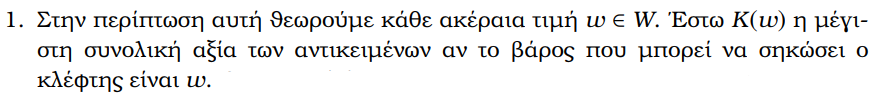 1. Στην περίπτωση αυτή θεωρούμε κάθε ακέραια τιμή w ∈ W. Έστω K(w) η μέγι-
στη συνολική αξία των αντικειμένων αν το βάρος που μπορεί να σηκώσει ο
κλέφτης είναι w.